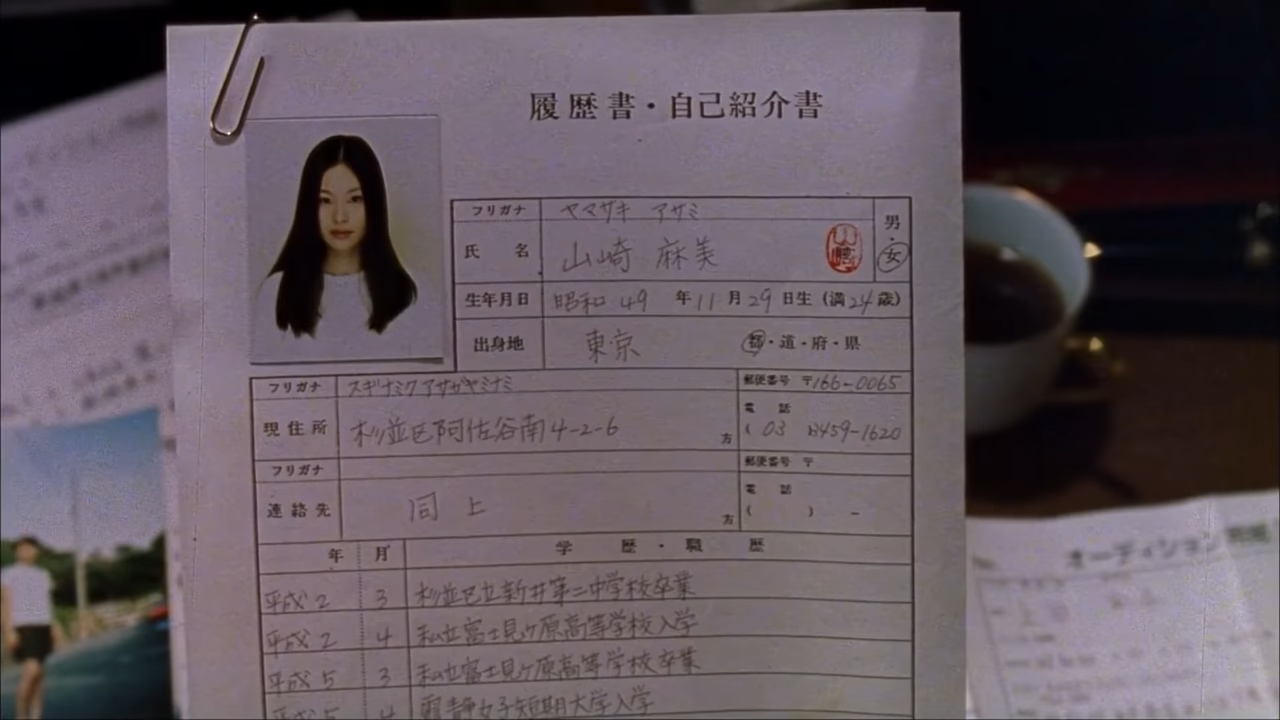 履歴書・自己紹介書
フリガナ ヤマザキ アサミ
氏 名 山崎 麻美 男・女
生年月日 昭和 49 年 11 月 29 日生 (満 24 歳)
出身地 東京 都・道・府・県
フリガナ スギナミクアサガヤミナミ 郵便番号 〒166-0065
現住所 杉並区阿佐谷南4-2-6 方 電話 ( 03 )3459-1620
フリガナ 郵便番号 〒
連絡先 同上 方 電話 ( ) -
年 月 学 歴 ・ 職 歴
平成2 3 杉並区立新井第二中学校卒業
平成2 4 私立富士見ヶ原高等学校入学
平成5 3 私立富士見ヶ原高等学校卒業
平成5 4 女子短期大学入学
オーディション